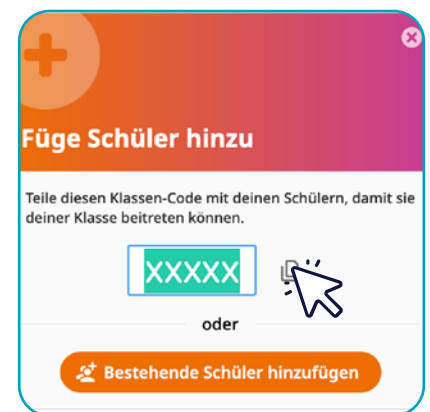 Füge Schüler hinzu
Teile diesen Klassen-Code mit deinen Schülern, damit sie
deiner Klasse beitreten können.
XXXXX
oder
Bestehende Schüler hinzufügen